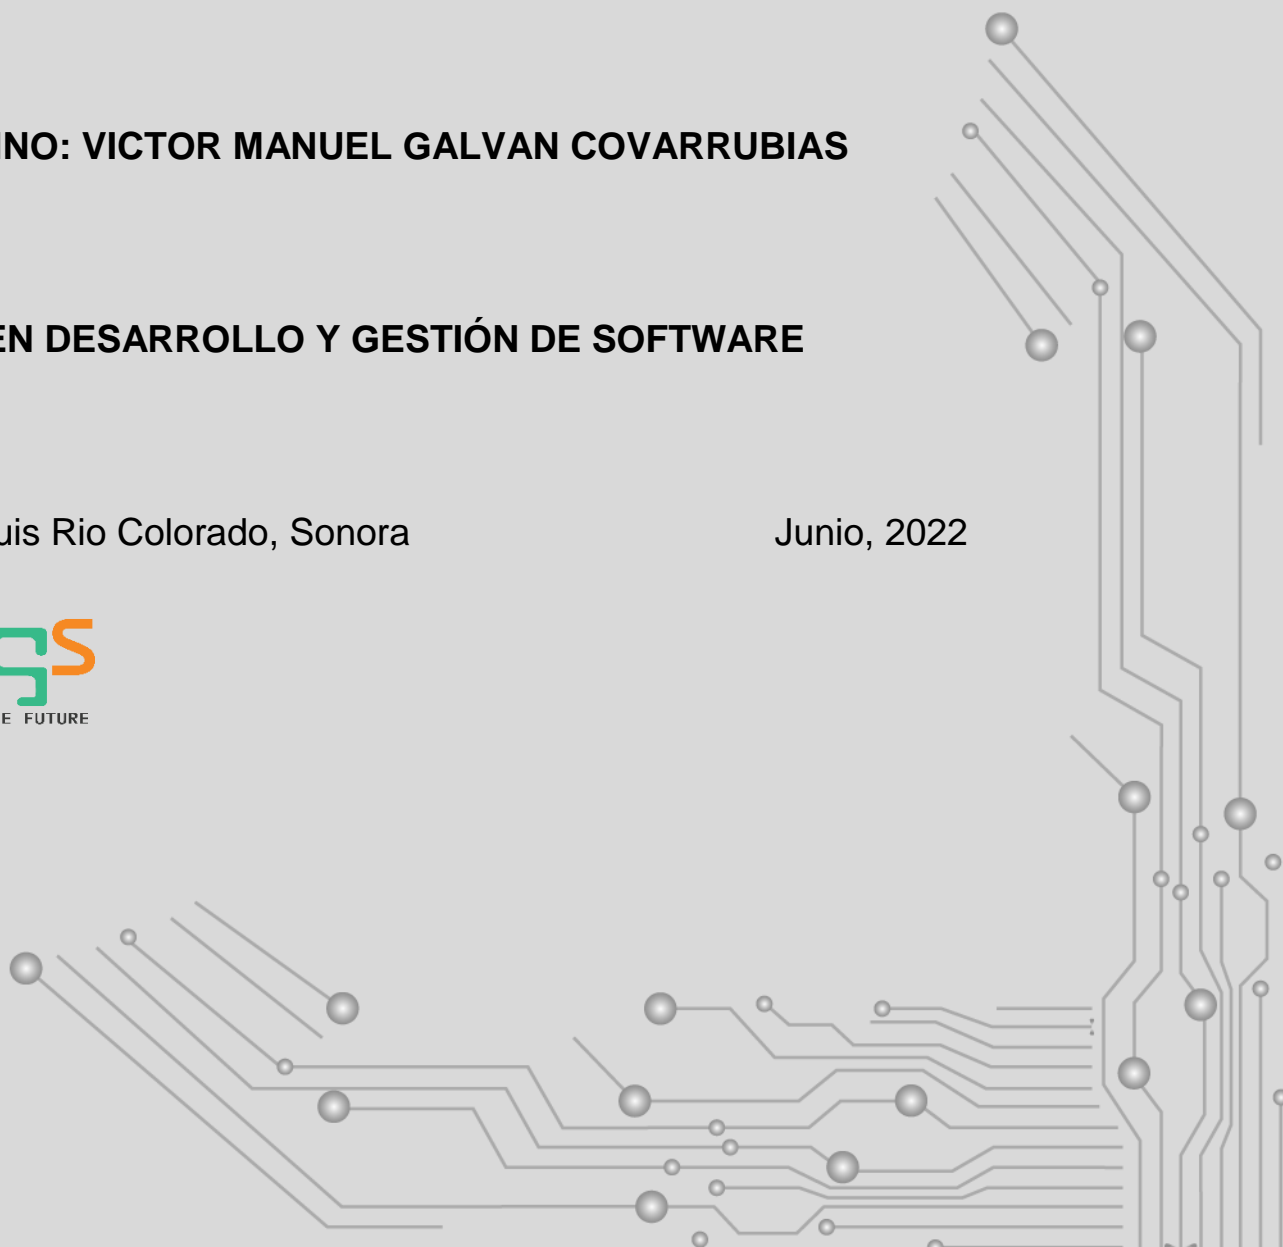 NO: VICTOR MANUEL GALVAN COVARRUBIAS
EN DESARROLLO Y GESTIÓN DE SOFTWARE
uis Rio Colorado, Sonora Junio, 2022
S
E FUTURE